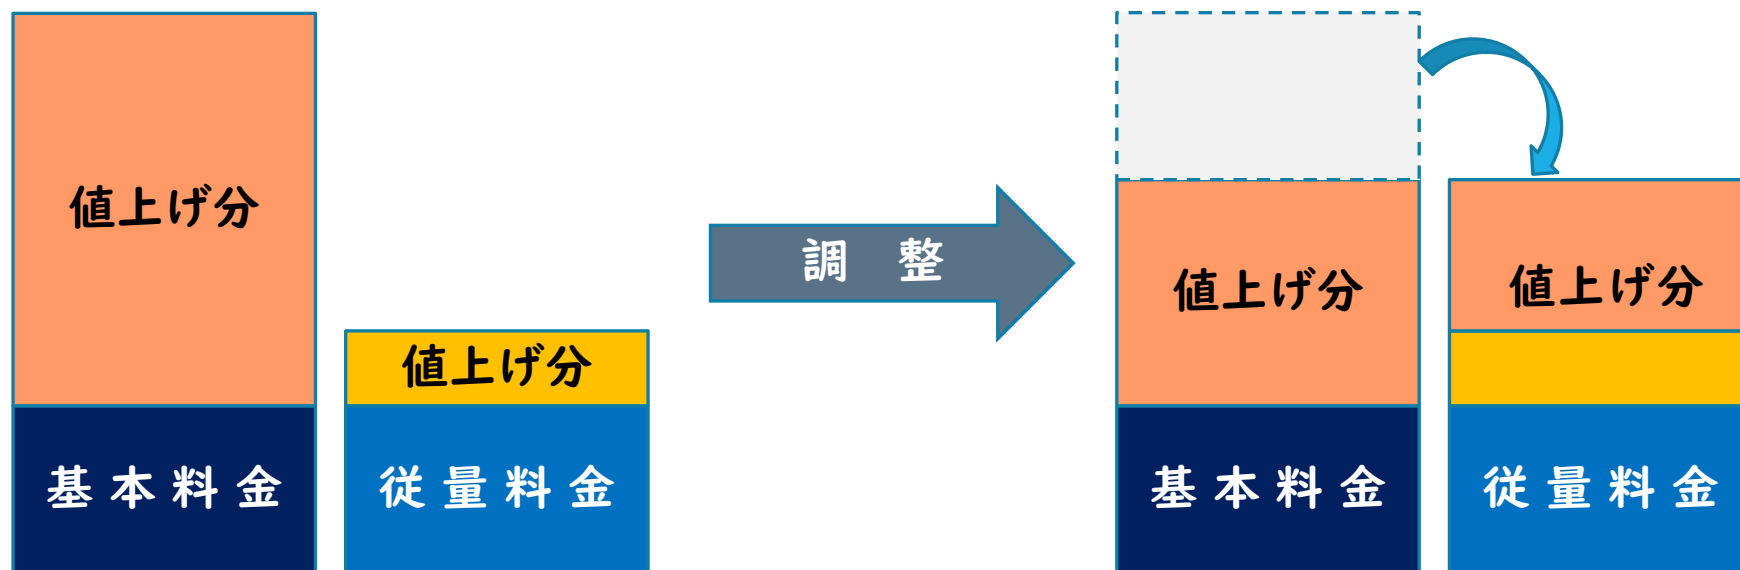 値上げ分
値上げ分
基本料金
従量料金
調　整
値上げ分
値上げ分
基本料金
従量料金